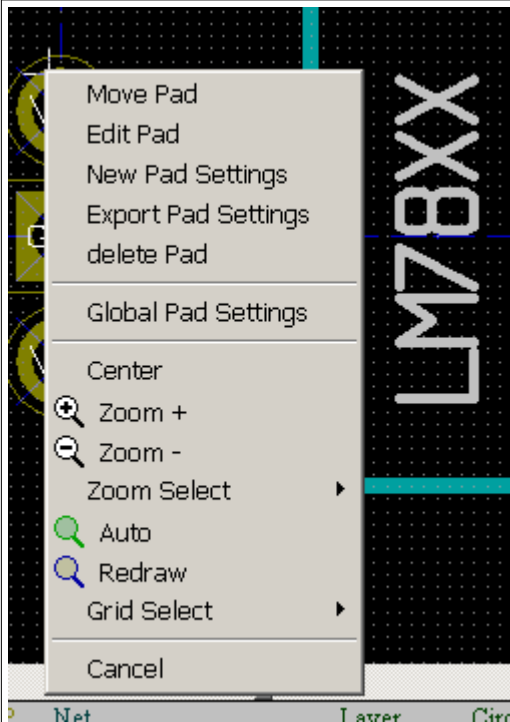 Move Pad
Edit Pad
New Pad Settings
Export Pad Settings
delete Pad
Global Pad Settings
Center
Zoom +
Zoom -
Zoom Select
Auto
Redraw
Grid Select
Cancel
LM78XX
G
Net
Layer